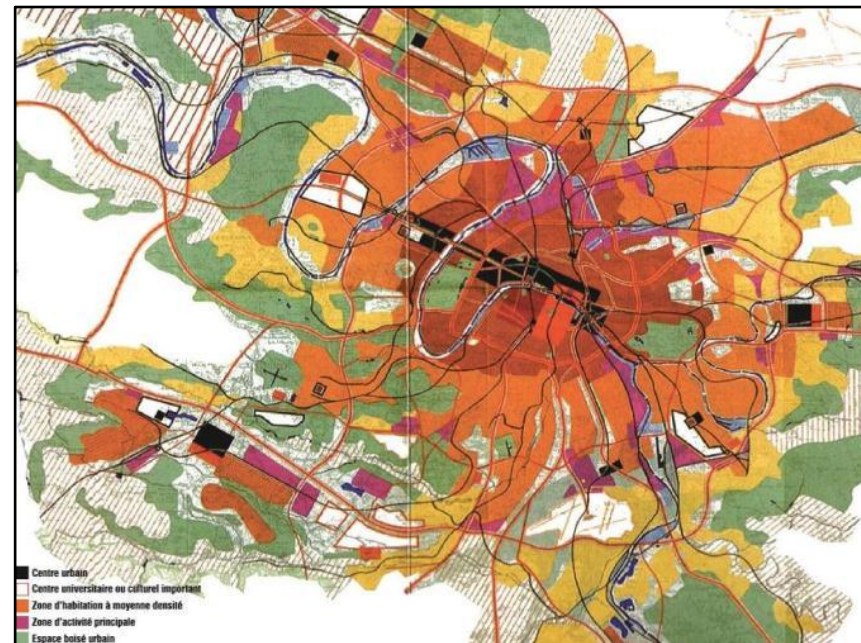 Centre urbain
Centre universitaire ou culturel important
Zone d'habitation à moyenne densité
Zone d'activité principale
Espace boisé urbain